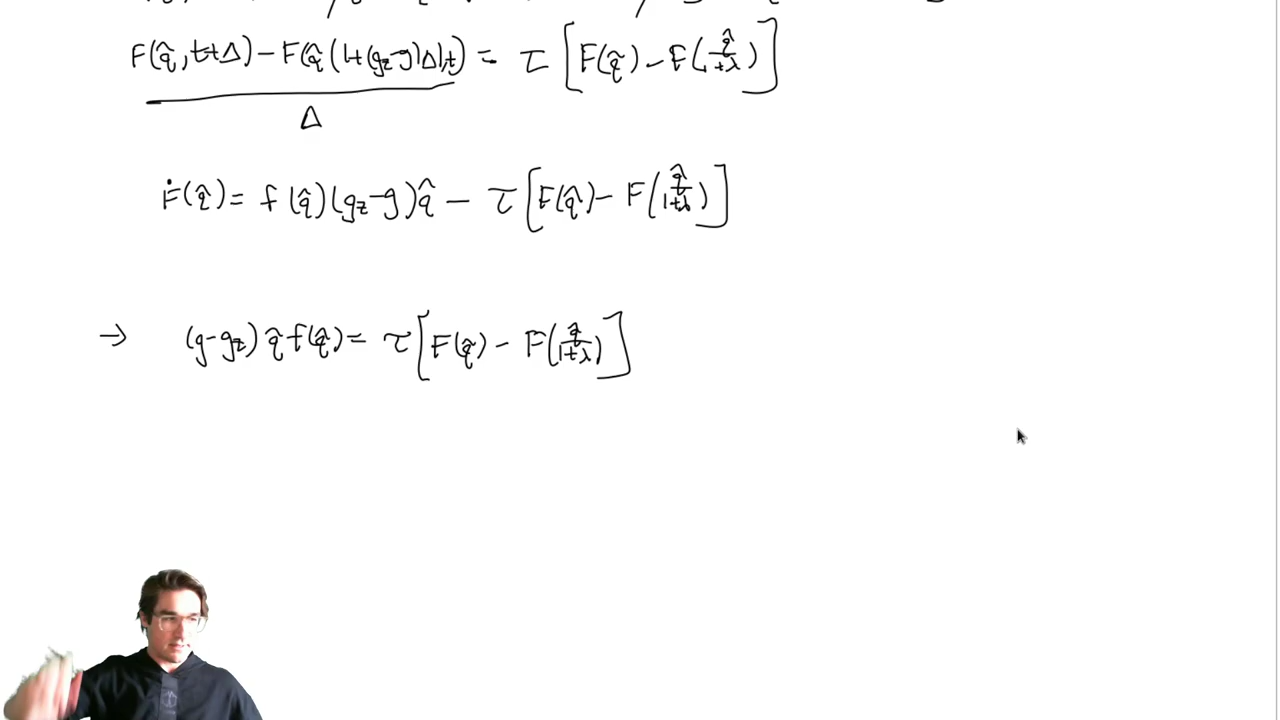 F(q̂, t+Δ) − F(q̂(1+(g_z−g)Δ),t) = τ [F(q̂) − F(q̂/1+λ)]
Δ
Ḟ(q̂) = f(q̂)(g_z−g)q̂ − τ [F(q̂) − F(q̂/1+λ)]
→ (g−g_z) q̂ f(q̂) = τ [F(q̂) − F(q̂/1+λ)]